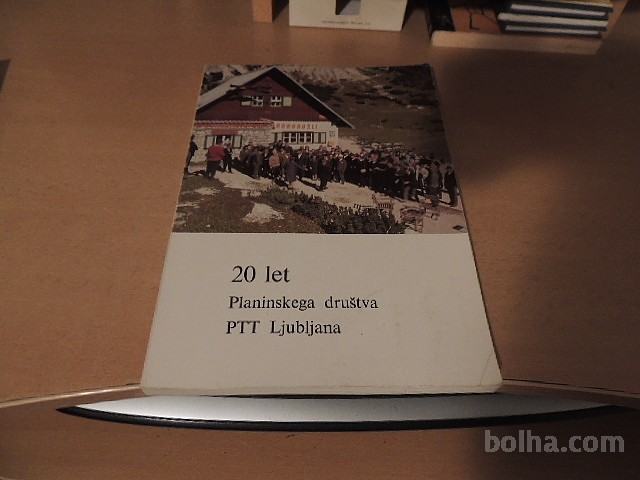 20 let
Planinskega društva
PTT Ljubljana
bolha.com